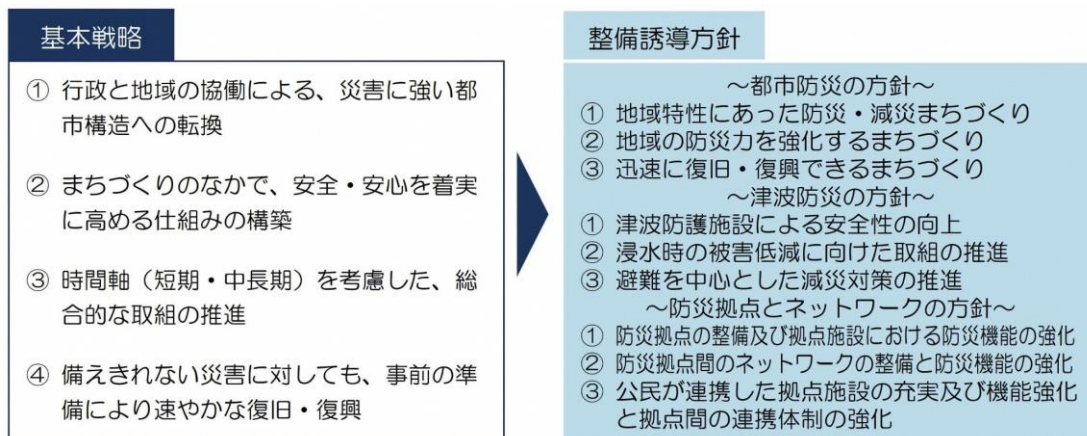 基本戦略
① 行政と地域の協働による、災害に強い都
市構造への転換
② まちづくりのなかで、安全・安心を着実
に高める仕組みの構築
③ 時間軸（短期・中長期）を考慮した、総
合的な取組の推進
④ 備えきれない災害に対しても、事前の準
備により速やかな復旧・復興
整備誘導方針
～都市防災の方針～
① 地域特性にあった防災・減災まちづくり
② 地域の防災力を強化するまちづくり
③ 迅速に復旧・復興できるまちづくり
～津波防災の方針～
① 津波防護施設による安全性の向上
② 浸水時の被害低減に向けた取組の推進
③ 避難を中心とした減災対策の推進
～防災拠点とネットワークの方針～
① 防災拠点の整備及び拠点施設における防災機能の強化
② 防災拠点間のネットワークの整備と防災機能の強化
③ 公民が連携した拠点施設の充実及び機能強化
と拠点間の連携体制の強化